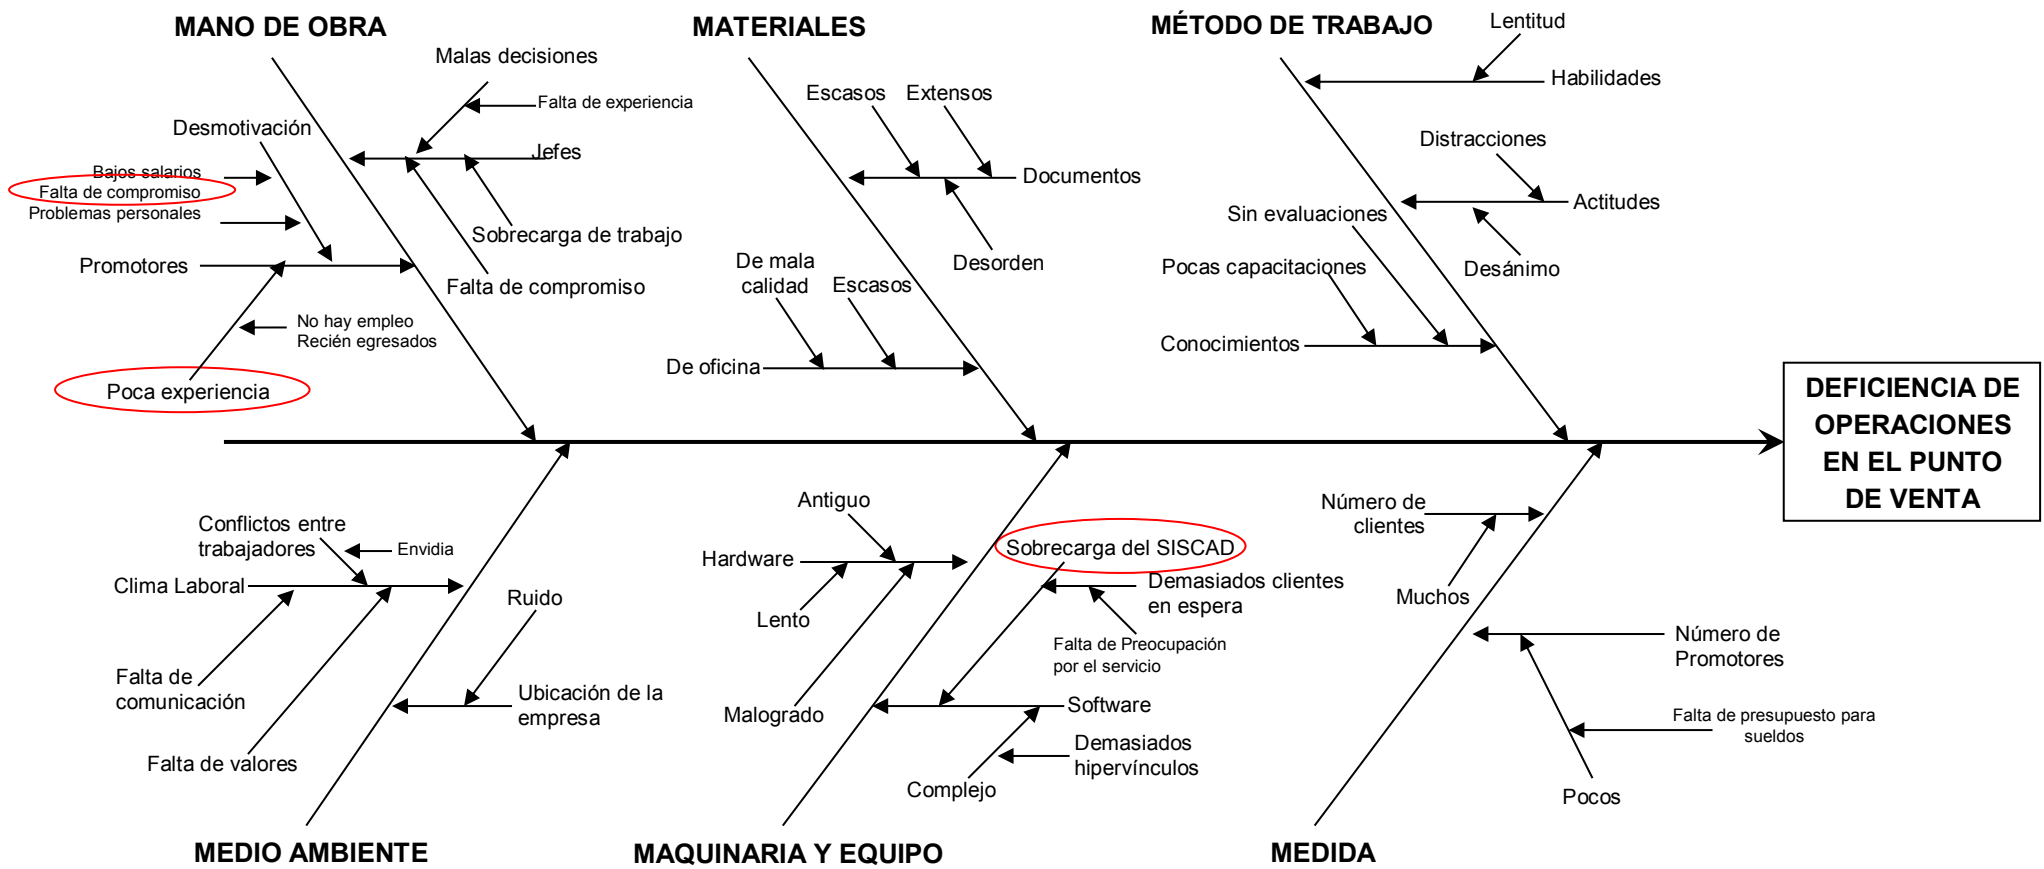 MANO DE OBRA
MATERIALES
MÉTODO DE TRABAJO
Lentitud
Habilidades
Malas decisiones
Falta de experiencia
Jefes
Desmotivación
Bajos salarios
Falta de compromiso
Problemas personales
Promotores
Sobrecarga de trabajo
Falta de compromiso
No hay empleo
Recién egresados
Poca experiencia
Escasos
Extensos
Documentos
Desorden
De mala
calidad
Escasos
De oficina
Distracciones
Actitudes
Desánimo
Sin evaluaciones
Pocas capacitaciones
Conocimientos
DEFICIENCIA DE
OPERACIONES
EN EL PUNTO
DE VENTA
Conflictos entre
trabajadores
Envidia
Clima Laboral
Falta de
comunicación
Falta de valores
Ruido
Ubicación de la
empresa
Antiguo
Hardware
Lento
Malogrado
Sobrecarga del SISCAD
Demasiados clientes
en espera
Falta de Preocupación
por el servicio
Software
Demasiados
hipervínculos
Complejo
Número de
clientes
Muchos
Número de
Promotores
Falta de presupuesto para
sueldos
Pocos
MEDIO AMBIENTE
MAQUINARIA Y EQUIPO
MEDIDA